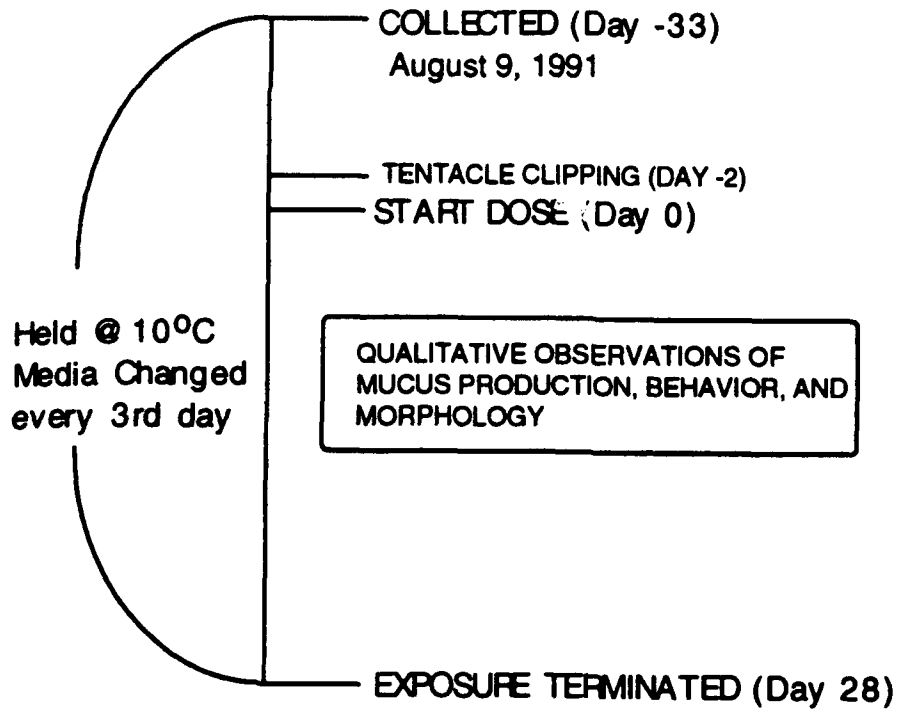 COLLECTED (Day -33)
August 9, 1991
TENTACLE CLIPPING (DAY -2)
START DOSE (Day 0)
Held @ 10°C
Media Changed
every 3rd day
QUALITATIVE OBSERVATIONS OF
MUCUS PRODUCTION, BEHAVIOR, AND
MORPHOLOGY
EXPOSURE TERMINATED (Day 28)